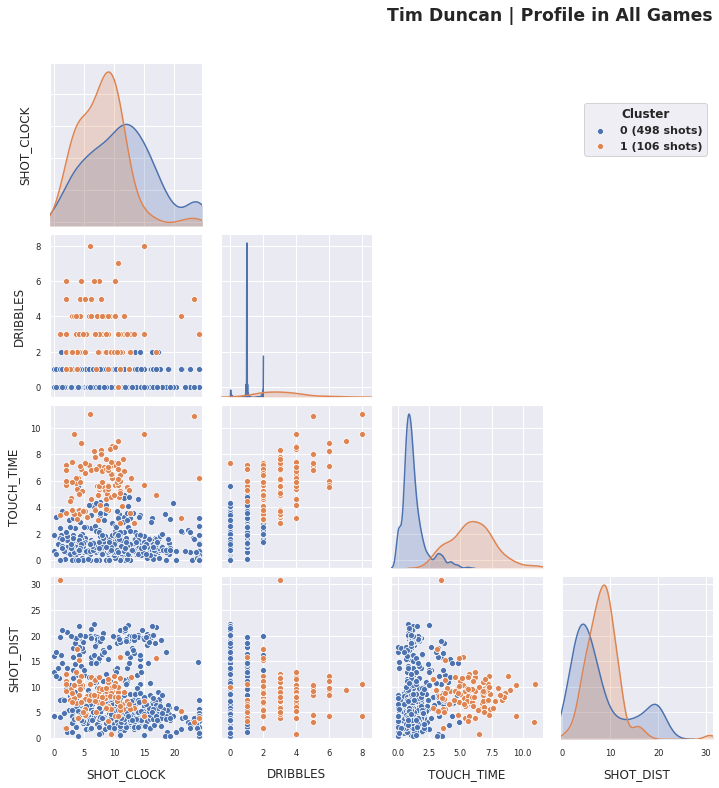 Tim Duncan | Profile in All Games
SHOT_CLOCK
Cluster
0 (498 shots)
1 (106 shots)
DRIBBLES
8
6
4
2
0
TOUCH_TIME
10
8
6
4
2
0
SHOT_DIST
30
25
20
15
10
5
0
0 5 10 15 20
0 2 4 6 8
0.0 2.5 5.0 7.5 10.0
0 10 20 30
SHOT_CLOCK DRIBBLES TOUCH_TIME SHOT_DIST